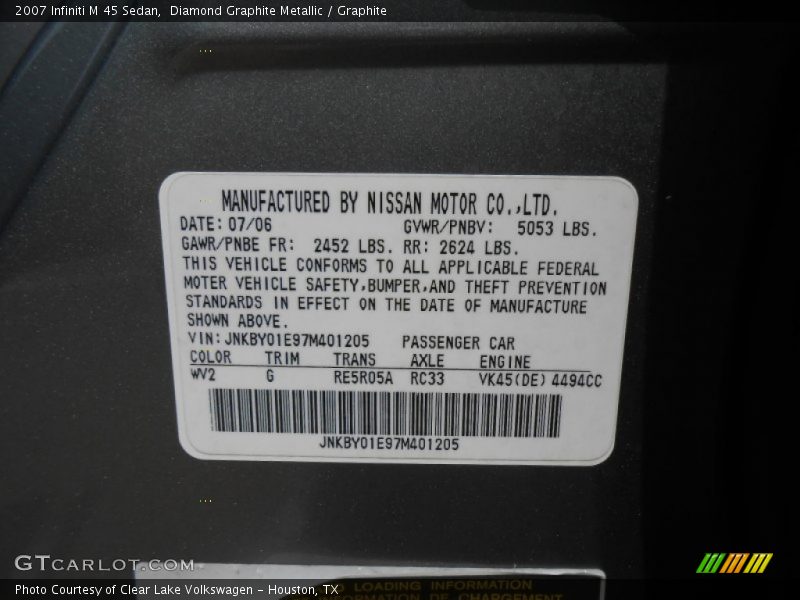 2007 Infiniti M 45 Sedan,  Diamond Graphite Metallic / Graphite
MANUFACTURED BY NISSAN MOTOR CO.,LTD.
DATE: 07/06 GVWR/PNBV: 5053 LBS.
GAWR/PNBE FR: 2452 LBS. RR: 2624 LBS.
THIS VEHICLE CONFORMS TO ALL APPLICABLE FEDERAL
MOTER VEHICLE SAFETY,BUMPER,AND THEFT PREVENTION
STANDARDS IN EFFECT ON THE DATE OF MANUFACTURE
SHOWN ABOVE.
VIN: JNKBY01E97M401205 PASSENGER CAR
COLOR TRIM TRANS AXLE ENGINE
WV2 G RE5R05A RC33 VK45(DE) 4494CC
JNKBY01E97M401205
GTCARLOT.COM
LOADING INFORMATION
DE CHARGEMENT
Photo Courtesy of Clear Lake Volkswagen - Houston, TX